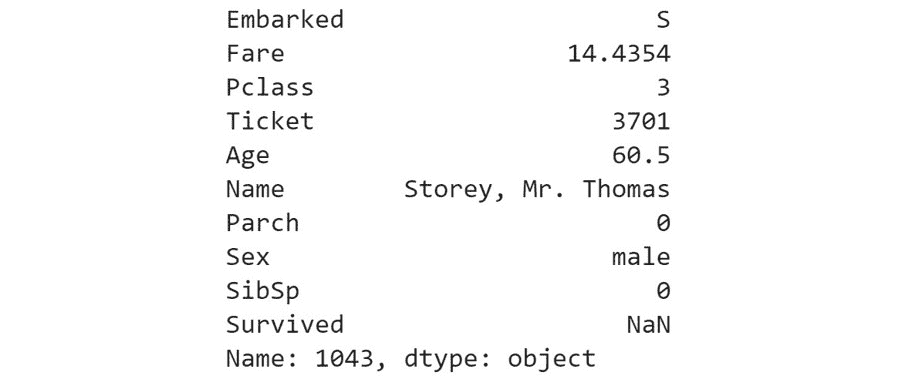 Embarked                     S
Fare                   14.4354
Pclass                       3
Ticket                    3701
Age                       60.5
Name        Storey, Mr. Thomas
Parch                        0
Sex                       male
SibSp                        0
Survived                   NaN
Name: 1043, dtype: object